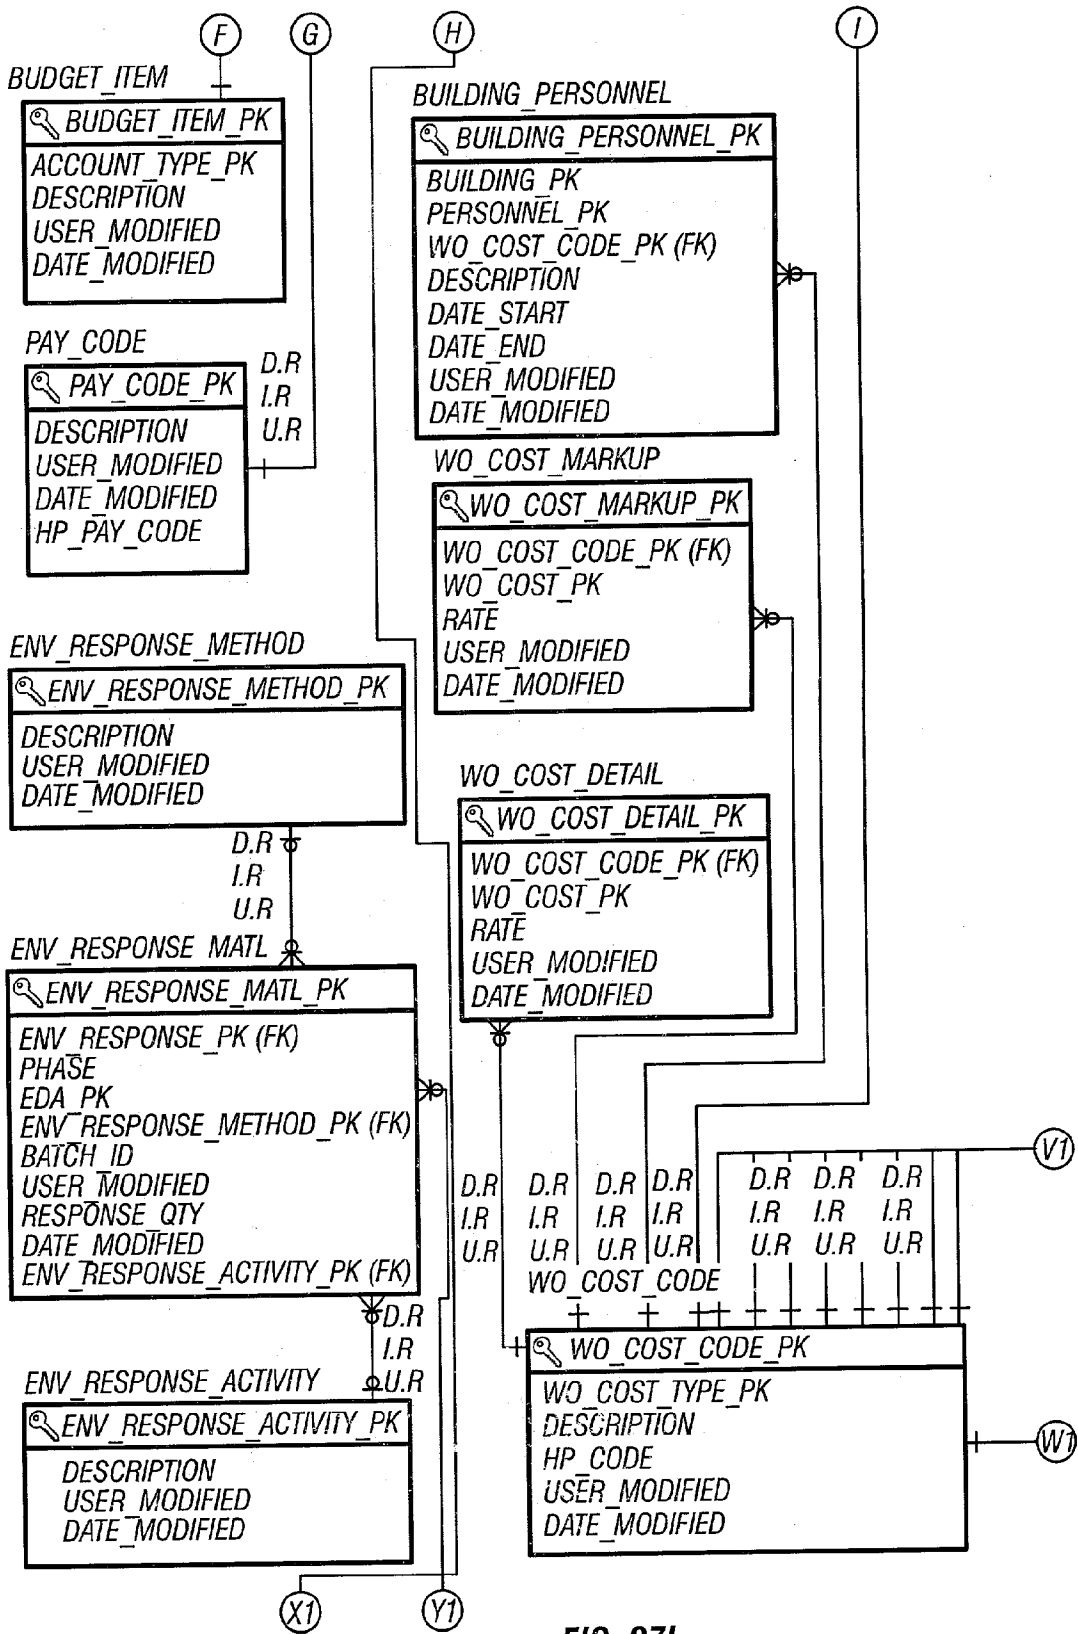 F
G
H
I
BUDGET_ITEM
BUDGET_ITEM_PK
ACCOUNT_TYPE_PK
DESCRIPTION
USER_MODIFIED
DATE_MODIFIED
PAY_CODE
PAY_CODE_PK
DESCRIPTION
USER_MODIFIED
DATE_MODIFIED
HP_PAY_CODE
D.R
I.R
U.R
BUILDING_PERSONNEL
BUILDING_PERSONNEL_PK
BUILDING_PK
PERSONNEL_PK
WO_COST_CODE_PK (FK)
DESCRIPTION
DATE_START
DATE_END
USER_MODIFIED
DATE_MODIFIED
WO_COST_MARKUP
WO_COST_MARKUP_PK
WO_COST_CODE_PK (FK)
WO_COST_PK
RATE
USER_MODIFIED
DATE_MODIFIED
ENV_RESPONSE_METHOD
ENV_RESPONSE_METHOD_PK
DESCRIPTION
USER_MODIFIED
DATE_MODIFIED
D.R
I.R
U.R
WO_COST_DETAIL
WO_COST_DETAIL_PK
WO_COST_CODE_PK (FK)
WO_COST_PK
RATE
USER_MODIFIED
DATE_MODIFIED
ENV_RESPONSE MATL
ENV_RESPONSE_MATL_PK
ENV_RESPONSE_PK (FK)
PHASE
EDA_PK
ENV_RESPONSE_METHOD_PK (FK)
BATCH_ID
USER_MODIFIED
RESPONSE_QTY
DATE_MODIFIED
ENV_RESPONSE_ACTIVITY_PK (FK)
D.R
I.R
U.R
ENV_RESPONSE_ACTIVITY
ENV_RESPONSE_ACTIVITY_PK
DESCRIPTION
USER_MODIFIED
DATE_MODIFIED
V1
D.R D.R D.R D.R D.R D.R D.R
I.R I.R I.R I.R I.R I.R I.R
U.R U.R U.R U.R U.R U.R U.R
WO_COST_CODE
WO_COST_CODE_PK
WO_COST_TYPE_PK
DESCRIPTION
HP_CODE
USER_MODIFIED
DATE_MODIFIED
W1
X1
Y1